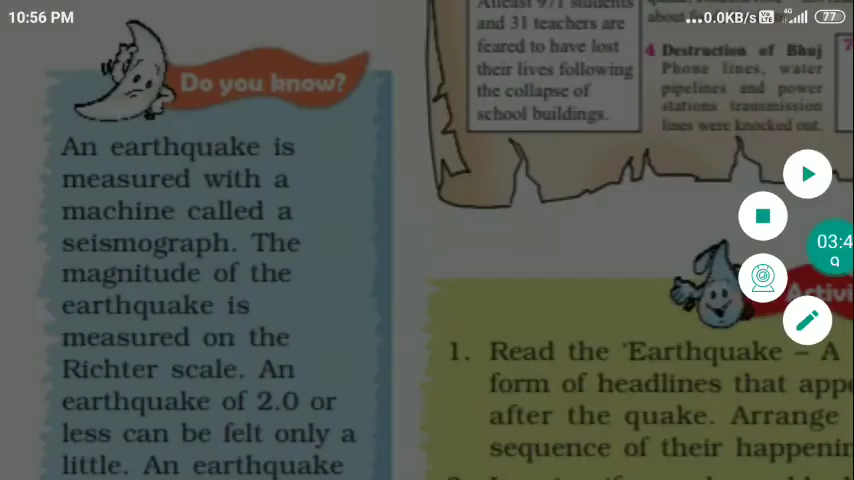 10:56 PM
...0.0KB/s
4G
77
Atleast 971 students
and 31 teachers are
feared to have lost
their lives following
the collapse of
school buildings.
4 Destruction of Bhuj
Phone lines, water
pipelines and power
stations transmission
lines were knocked out.
Do you know?
An earthquake is
measured with a
machine called a
seismograph. The
magnitude of the
earthquake is
measured on the
Richter scale. An
earthquake of 2.0 or
less can be felt only a
little. An earthquake
03:4
9
Activi
1. Read the 'Earthquake – A
form of headlines that appe
after the quake. Arrange
sequence of their happenin